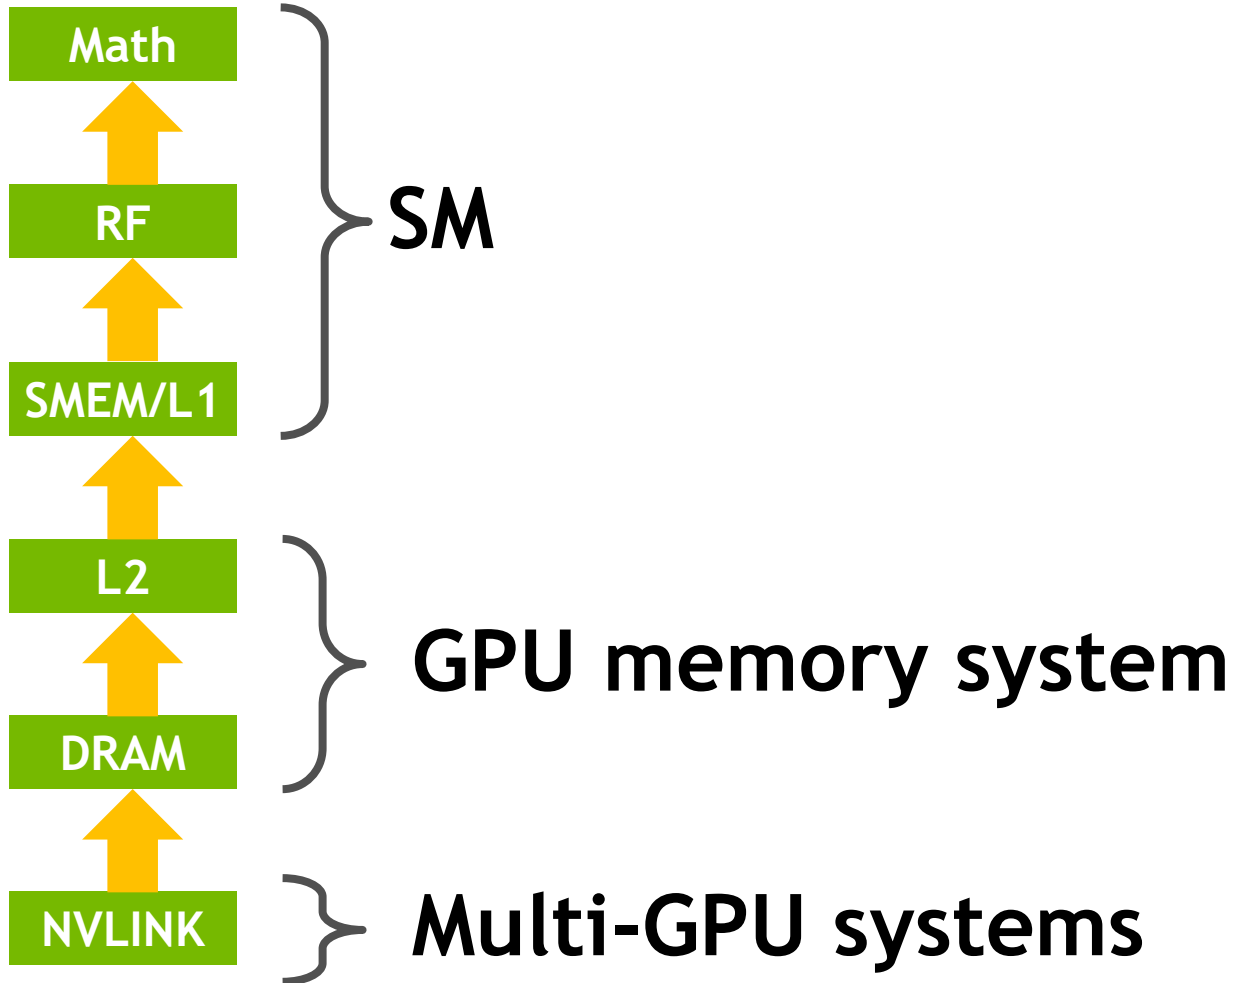 Math
RF
SM
SMEM/L1
L2
GPU memory system
DRAM
NVLINK
Multi-GPU systems